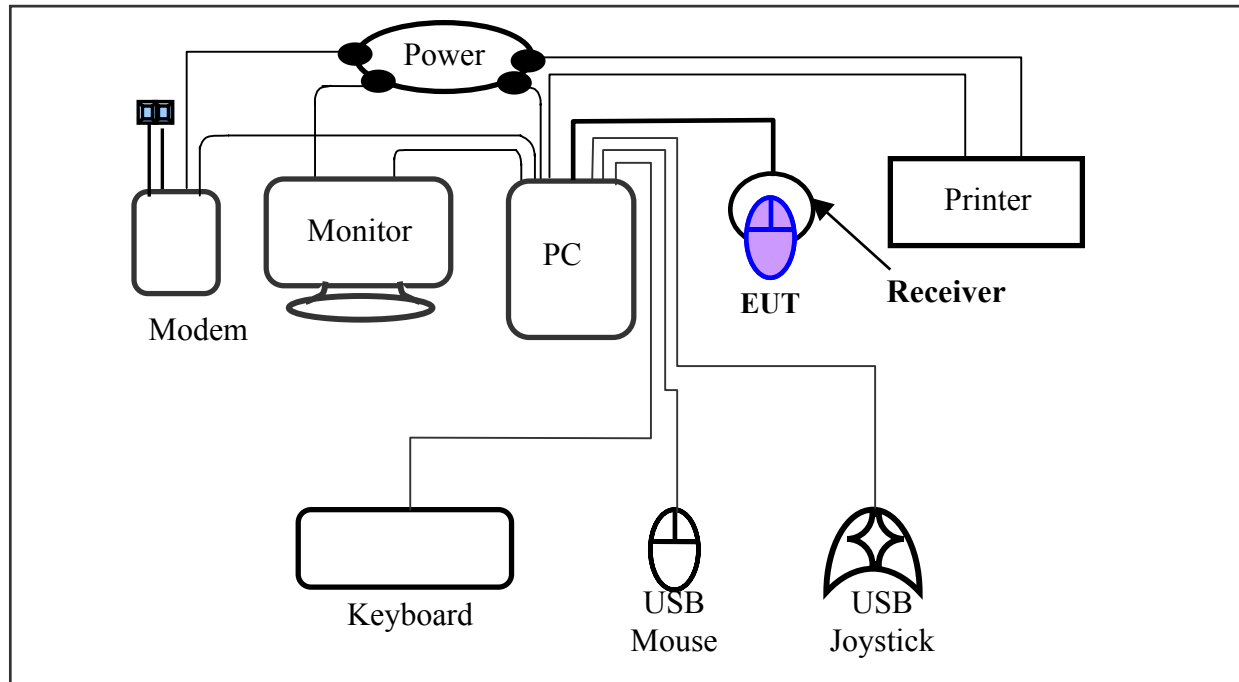 Power
Monitor
PC
Printer
EUT
Receiver
Modem
Keyboard
USB
Mouse
USB
Joystick